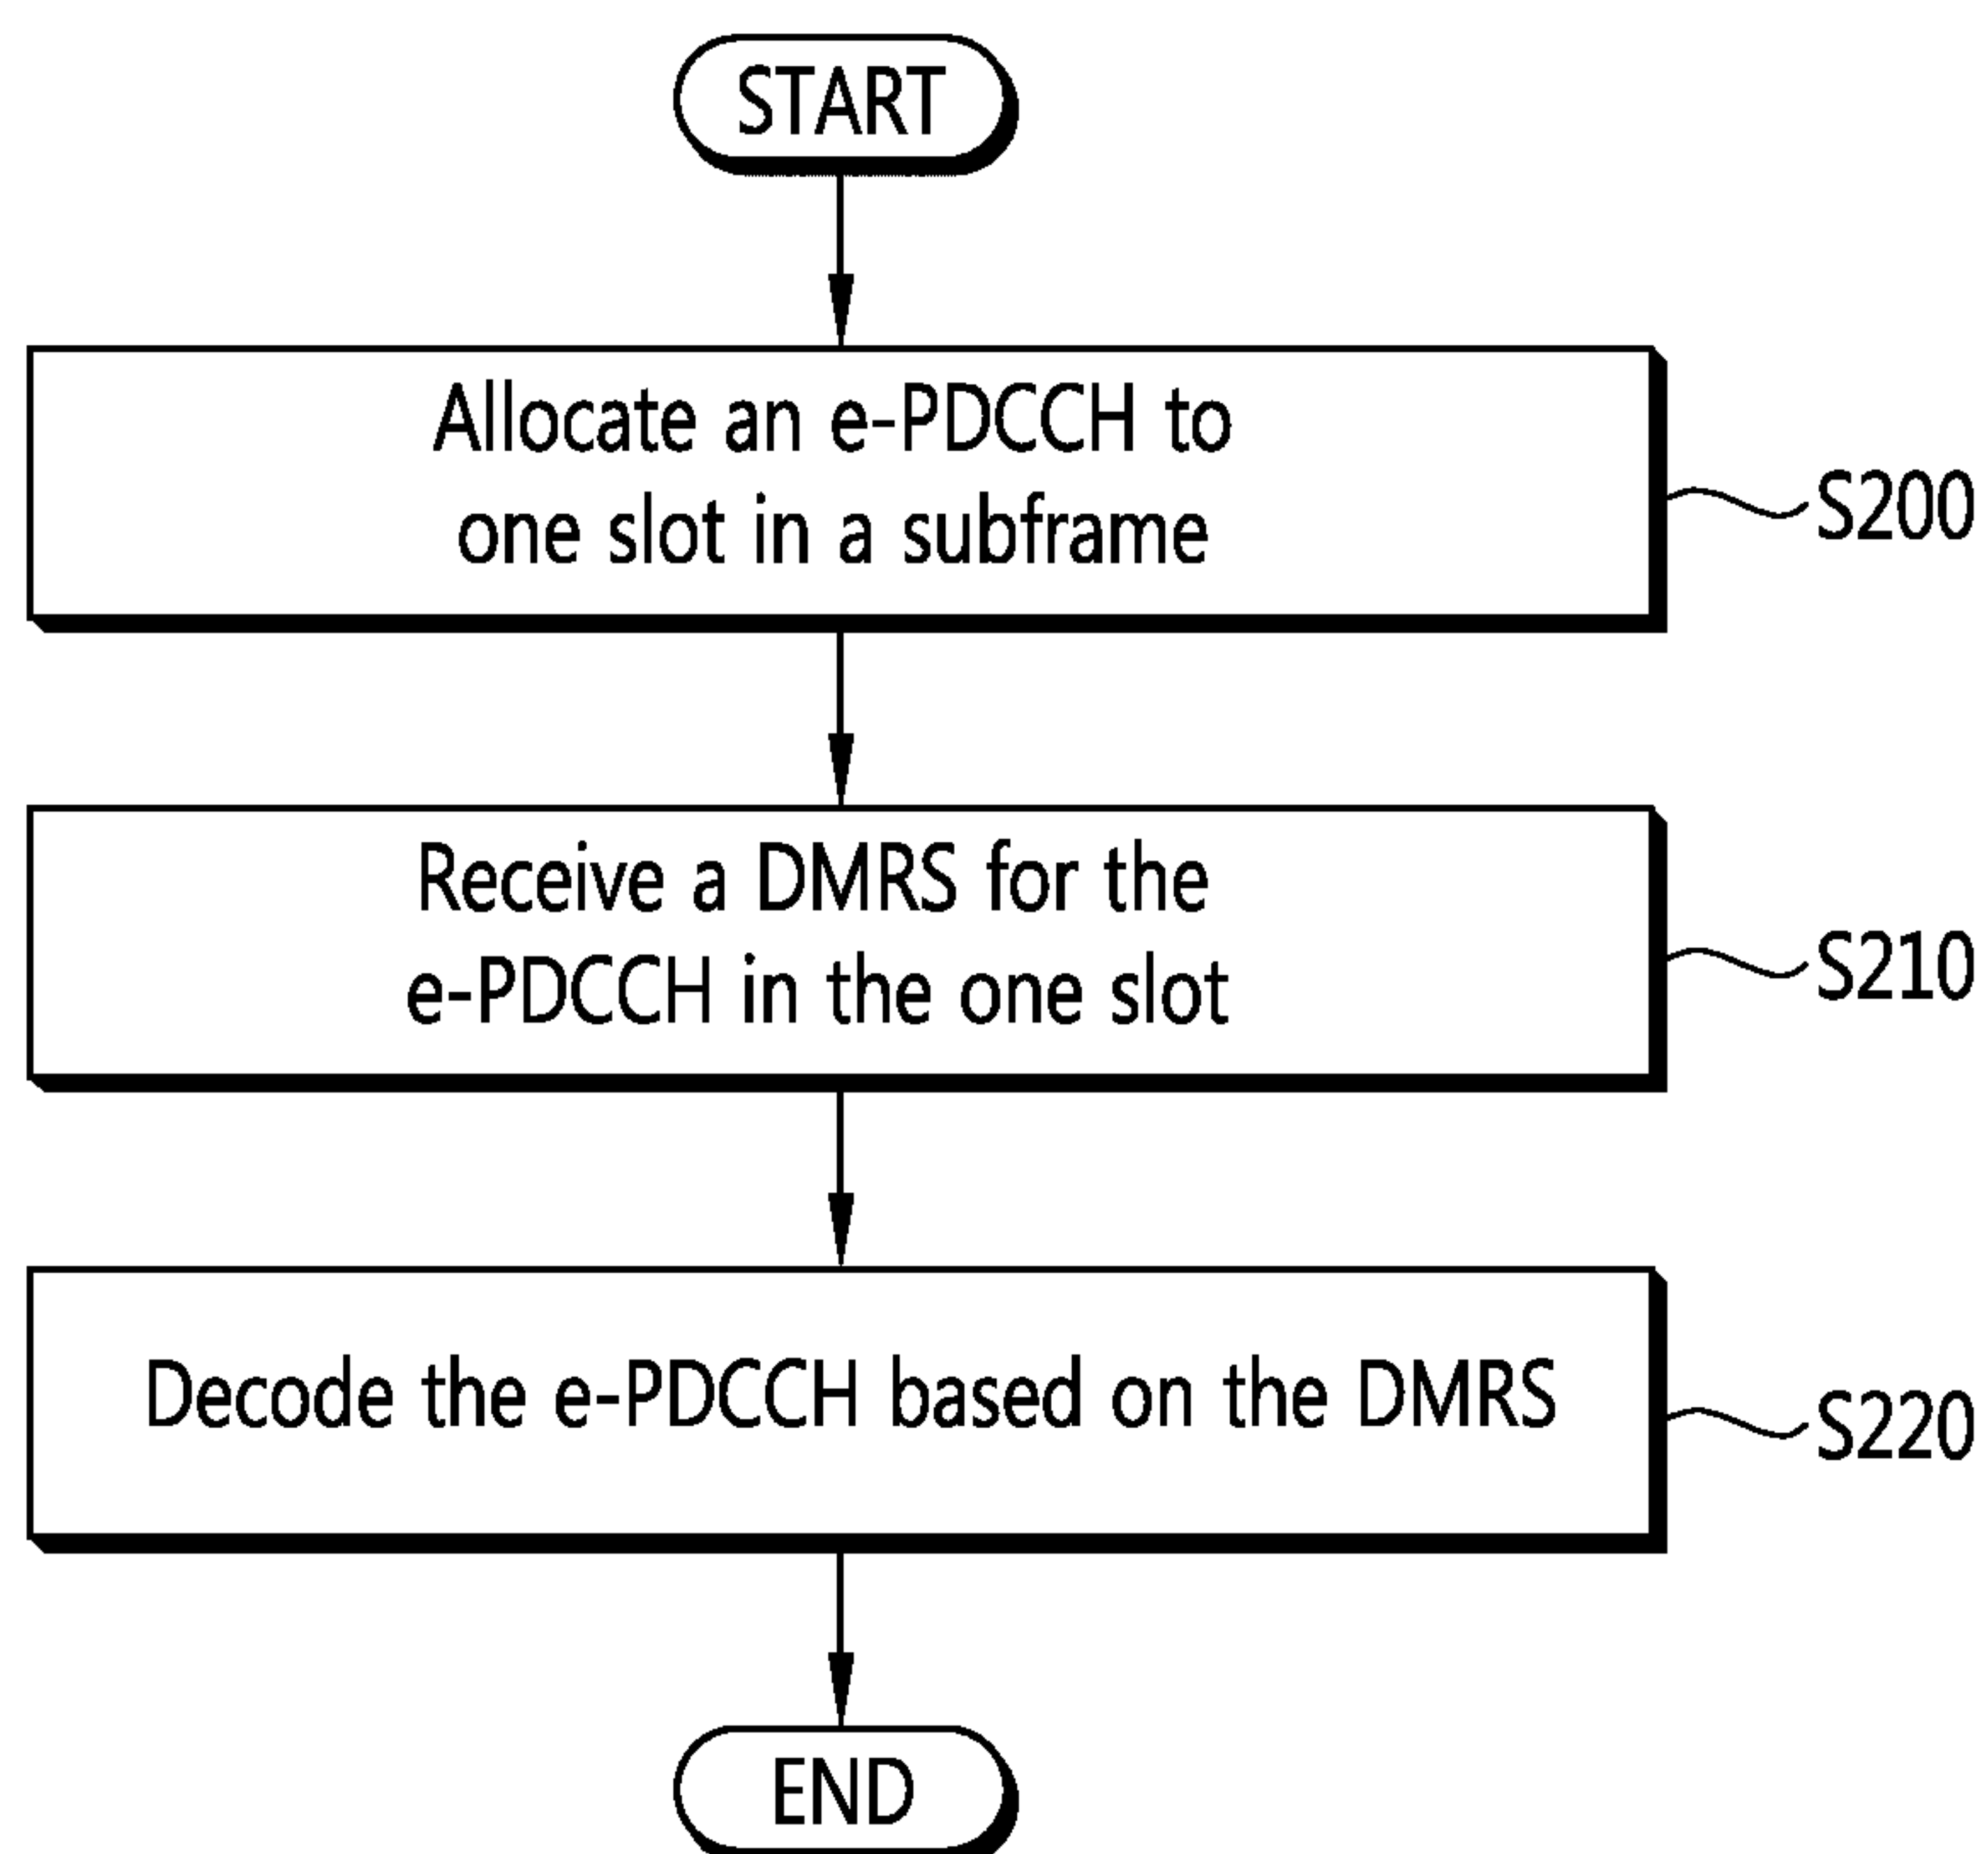 START
Allocate an e-PDCCH to
one slot in a subframe
S200
Receive a DMRS for the
e-PDCCH in the one slot
S210
Decode the e-PDCCH based on the DMRS
S220
END